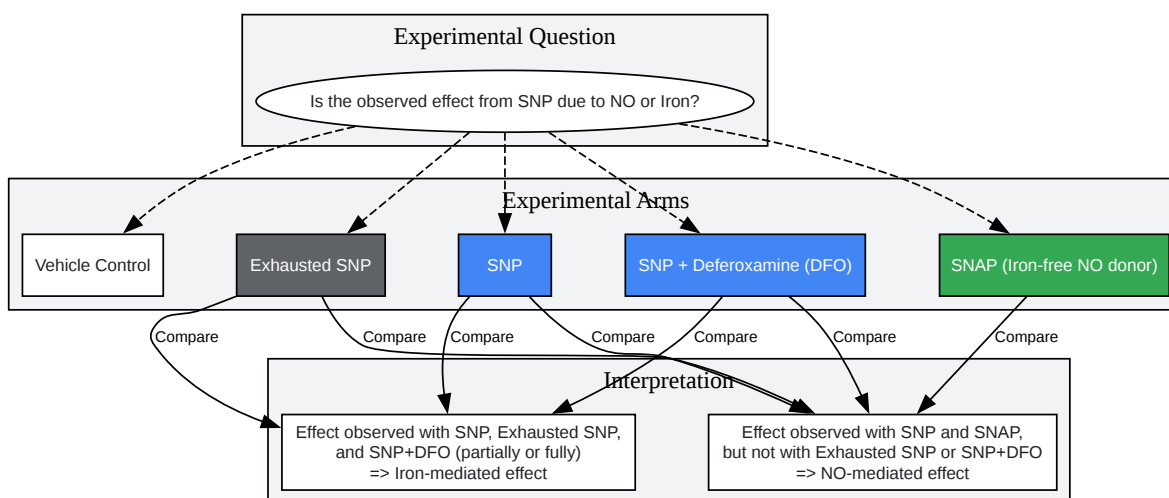 Experimental Question
Is the observed effect from SNP due to NO or Iron?
Experimental Arms
Vehicle Control
Exhausted SNP
SNP
SNP + Deferoxamine (DFO)
SNAP (Iron-free NO donor)
Compare
Compare
Compare
Compare
Compare
Compare
Compare
Interpretation
Effect observed with SNP, Exhausted SNP,
and SNP+DFO (partially or fully)
=> Iron-mediated effect
Effect observed with SNP and SNAP,
but not with Exhausted SNP or SNP+DFO
=> NO-mediated effect